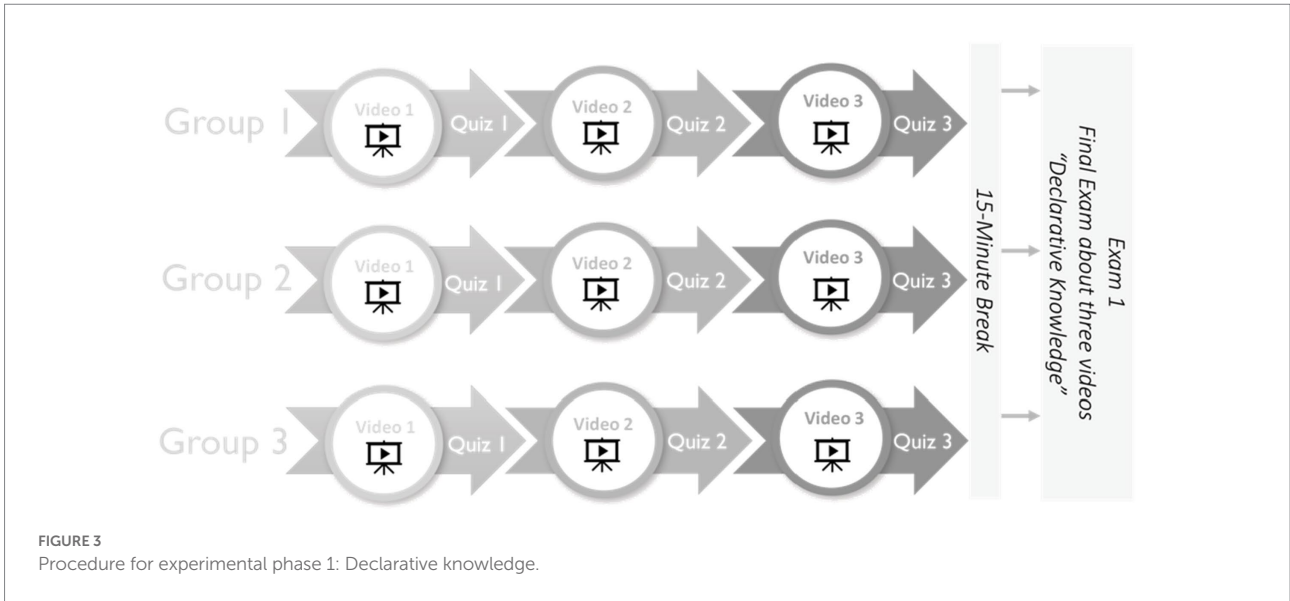 Group 1
Video 1
Quiz 1
Video 2
Quiz 2
Video 3
Quiz 3
Group 2
Video 1
Quiz 1
Video 2
Quiz 2
Video 3
Quiz 3
Group 3
Video 1
Quiz 1
Video 2
Quiz 2
Video 3
Quiz 3
15-Minute Break
Exam 1
Final Exam about three videos
“Declarative Knowledge”
FIGURE 3
Procedure for experimental phase 1: Declarative knowledge.